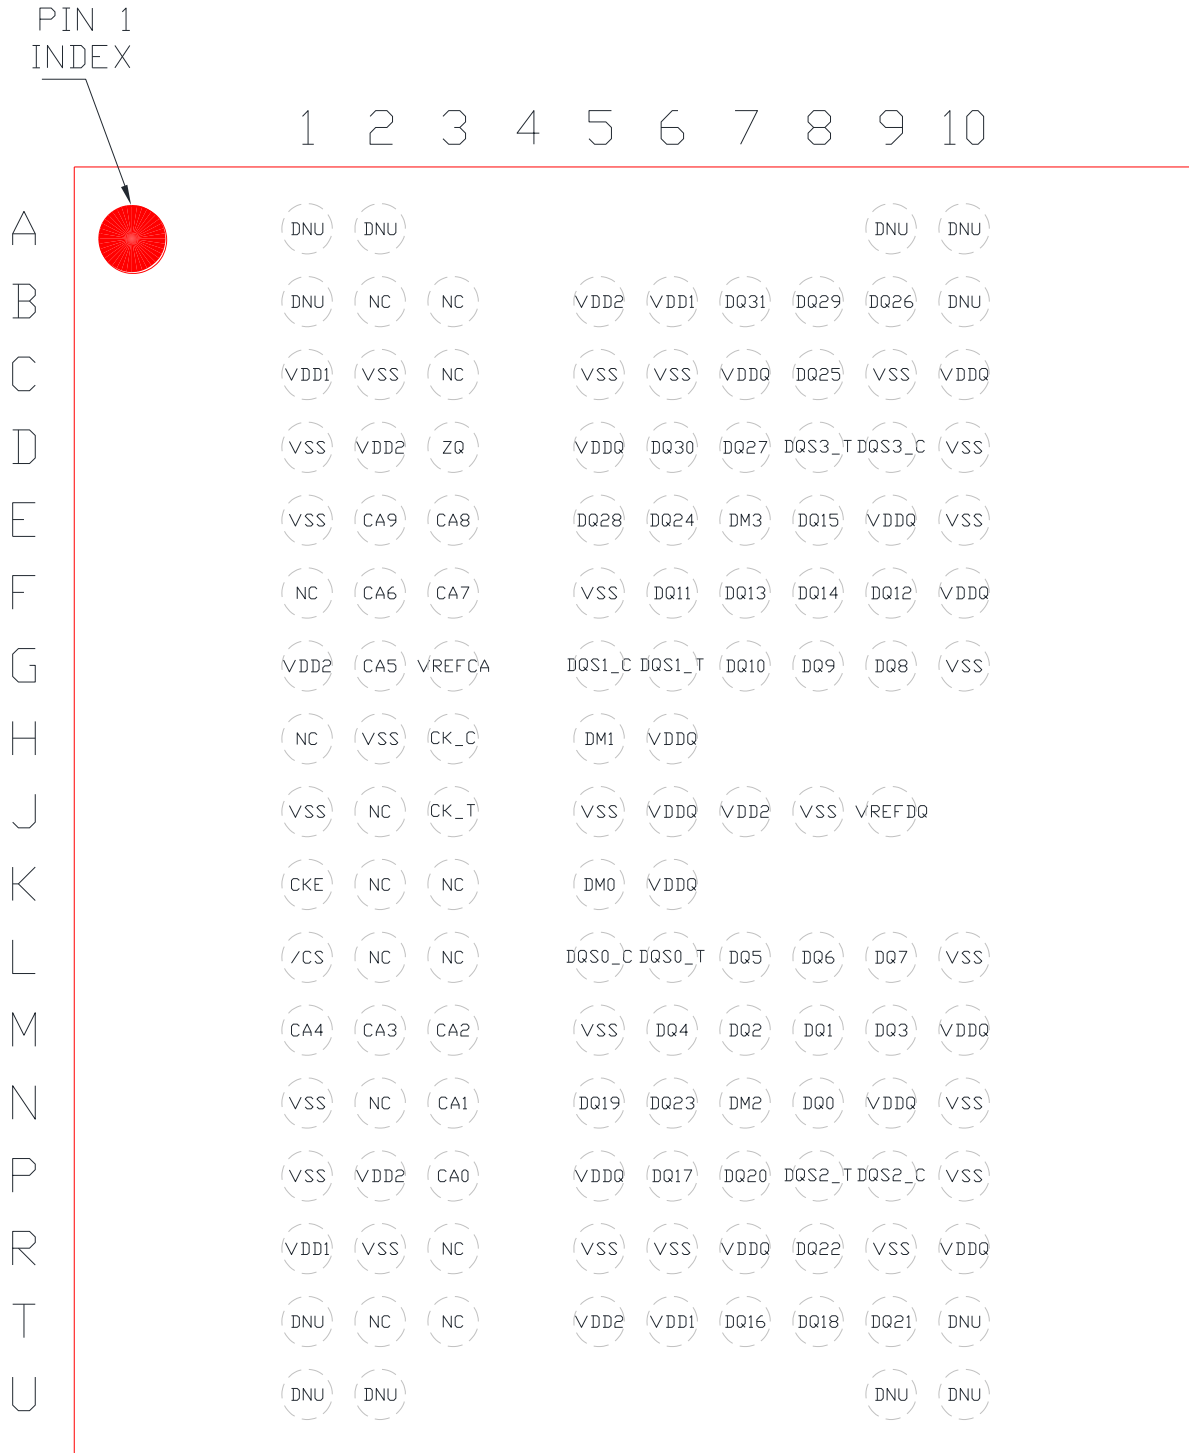 PIN 1
INDEX
1 2 3 4 5 6 7 8 9 10
A DNU DNU DNU DNU
B DNU NC NC VDD2 VDD1 DQ31 DQ29 DQ26 DNU
C VDD1 VSS NC VSS VSS VDDQ DQ25 VSS VDDQ
D VSS VDD2 ZQ VDDQ DQ30 DQ27 DQS3_T DQS3_C VSS
E VSS CA9 CA8 DQ28 DQ24 DM3 DQ15 VDDQ VSS
F NC CA6 CA7 VSS DQ11 DQ13 DQ14 DQ12 VDDQ
G VDD2 CA5 VREFCA DQS1_C DQS1_T DQ10 DQ9 DQ8 VSS
H NC VSS CK_C DM1 VDDQ
J VSS NC CK_T VSS VDDQ VDD2 VSS VREFDQ
K CKE NC NC DM0 VDDQ
L /CS NC NC DQS0_C DQS0_T DQ5 DQ6 DQ7 VSS
M CA4 CA3 CA2 VSS DQ4 DQ2 DQ1 DQ3 VDDQ
N VSS NC CA1 DQ19 DQ23 DM2 DQ0 VDDQ VSS
P VSS VDD2 CA0 VDDQ DQ17 DQ20 DQS2_T DQS2_C VSS
R VDD1 VSS NC VSS VSS VDDQ DQ22 VSS VDDQ
T DNU NC NC VDD2 VDD1 DQ16 DQ18 DQ21 DNU
U DNU DNU DNU DNU